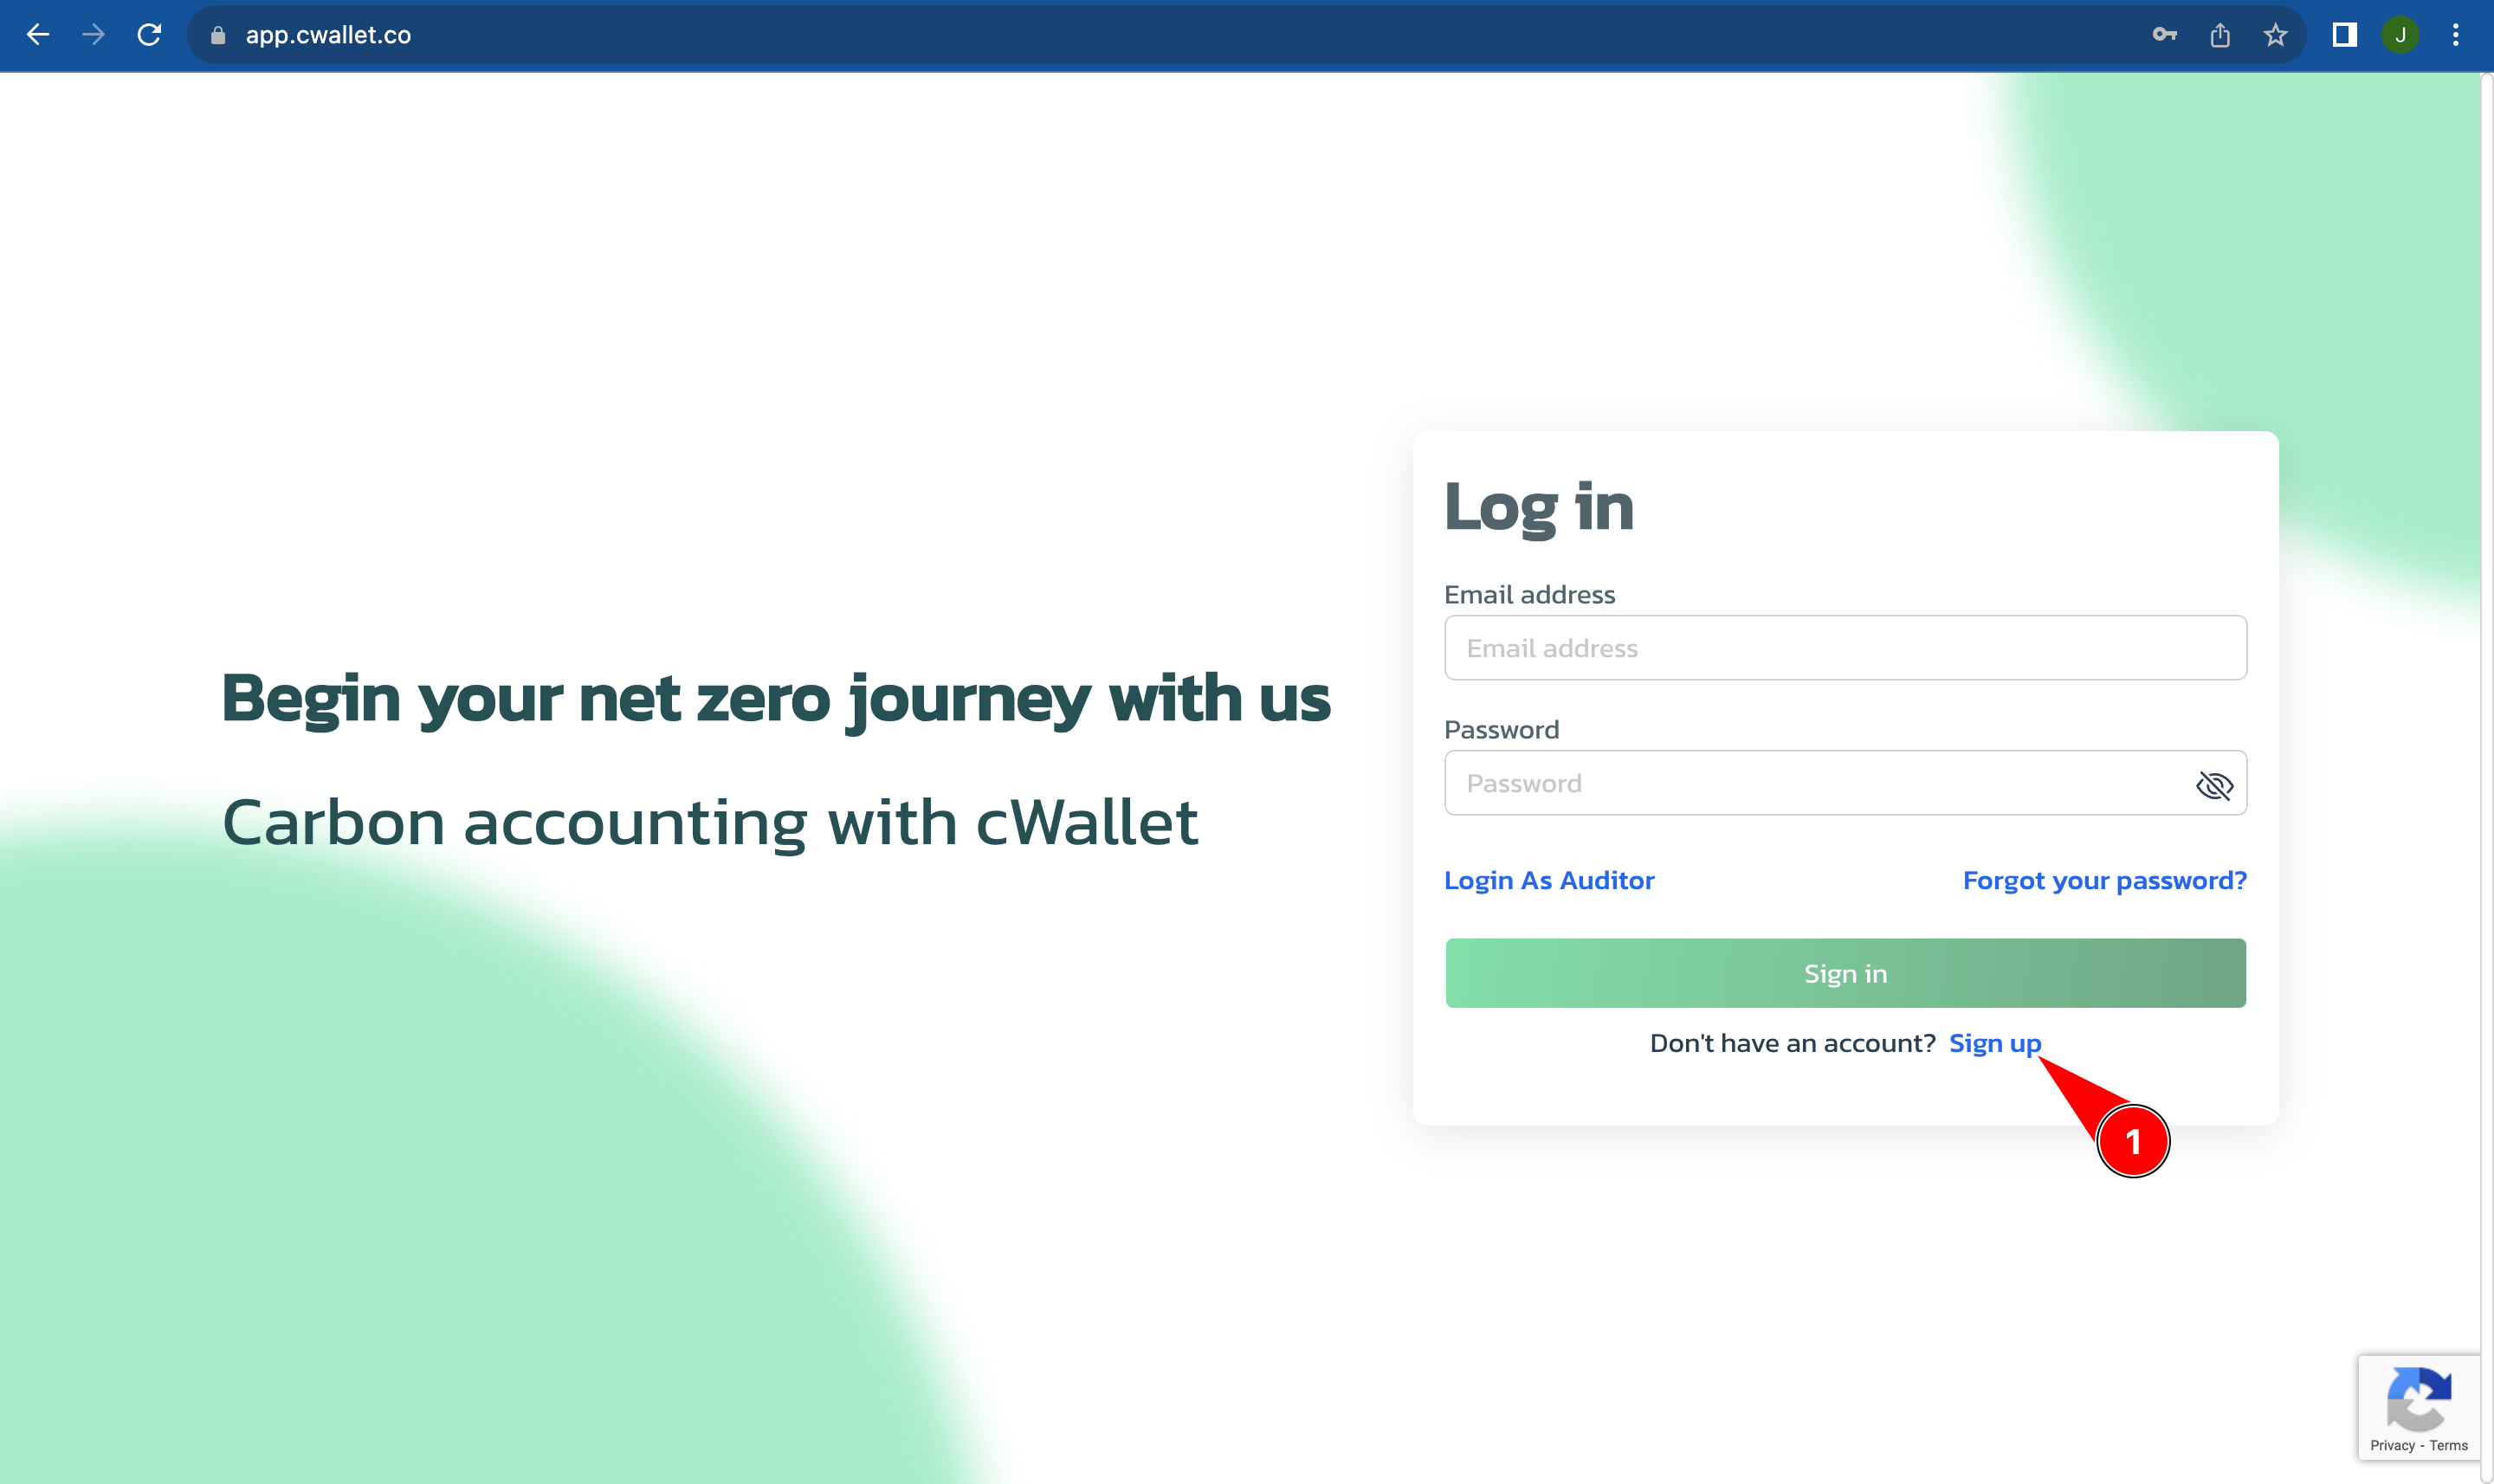 app.cwallet.co
J
Begin your net zero journey with us
Carbon accounting with cWallet
Log in
Email address
Email address
Password
Password
Login As Auditor Forgot your password?
Sign in
Don't have an account? Sign up
1
Privacy - Terms